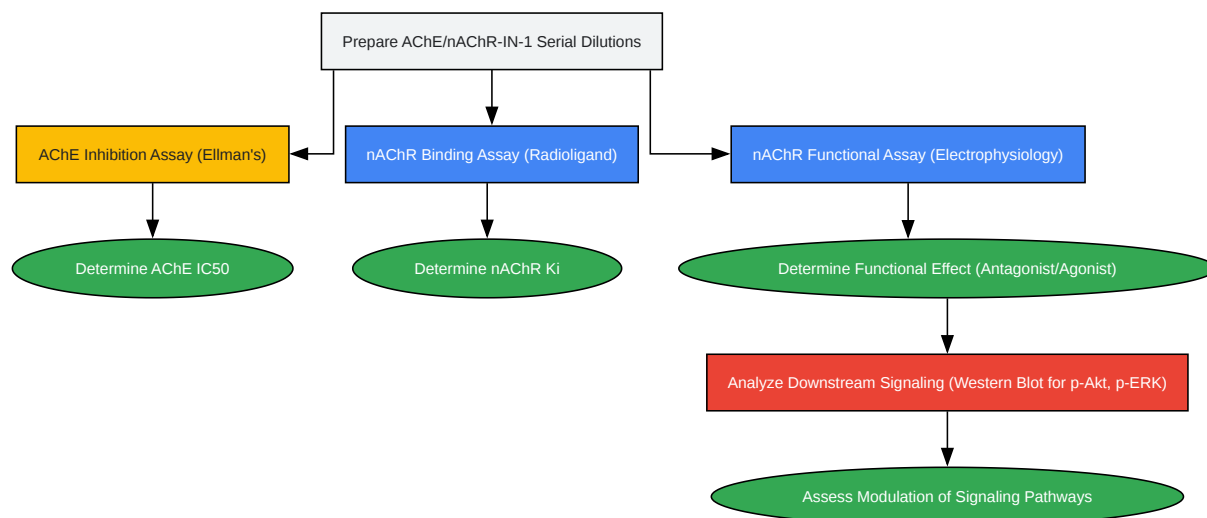 Prepare AChE/nAChR-IN-1 Serial Dilutions
AChE Inhibition Assay (Ellman's)
nAChR Binding Assay (Radioligand)
nAChR Functional Assay (Electrophysiology)
Determine AChE IC50
Determine nAChR Ki
Determine Functional Effect (Antagonist/Agonist)
Analyze Downstream Signaling (Western Blot for p-Akt, p-ERK)
Assess Modulation of Signaling Pathways